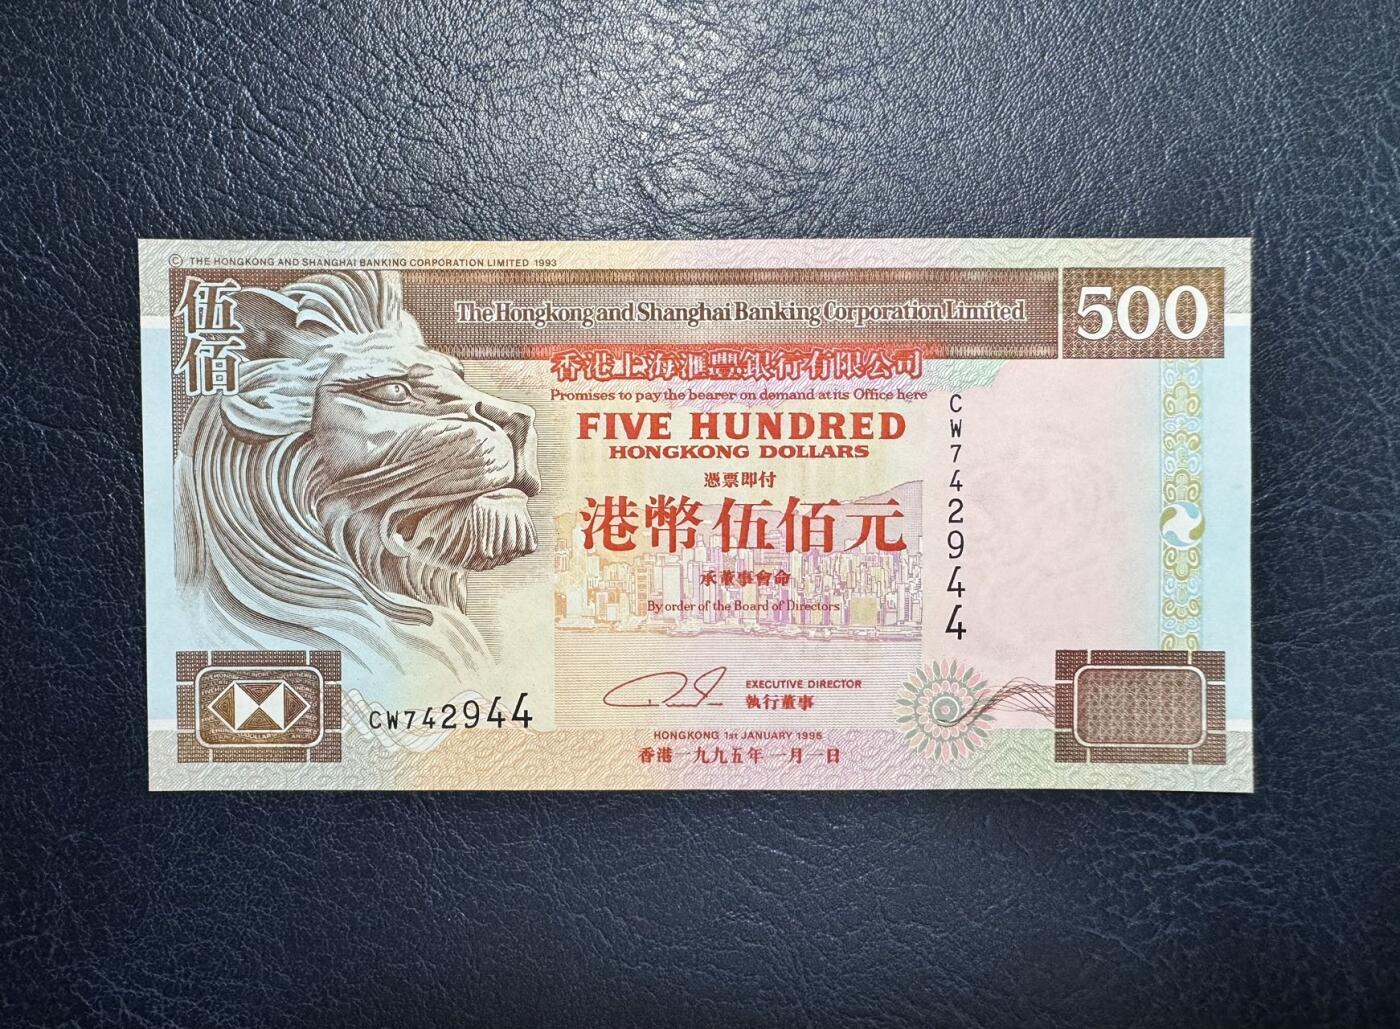 © THE HONGKONG AND SHANGHAI BANKING CORPORATION LIMITED 1993
伍佰
The Hongkong and Shanghai Banking Corporation Limited
500
香港上海滙豐銀行有限公司
Promises to pay the bearer on demand at its Office here
FIVE HUNDRED
HONGKONG DOLLARS
憑票即付
港幣伍佰元
承董事會命
By order of the Board of Directors
CW742944
EXECUTIVE DIRECTOR
執行董事
CW742944
HONGKONG 1st JANUARY 1995
香港一九九五年一月一日